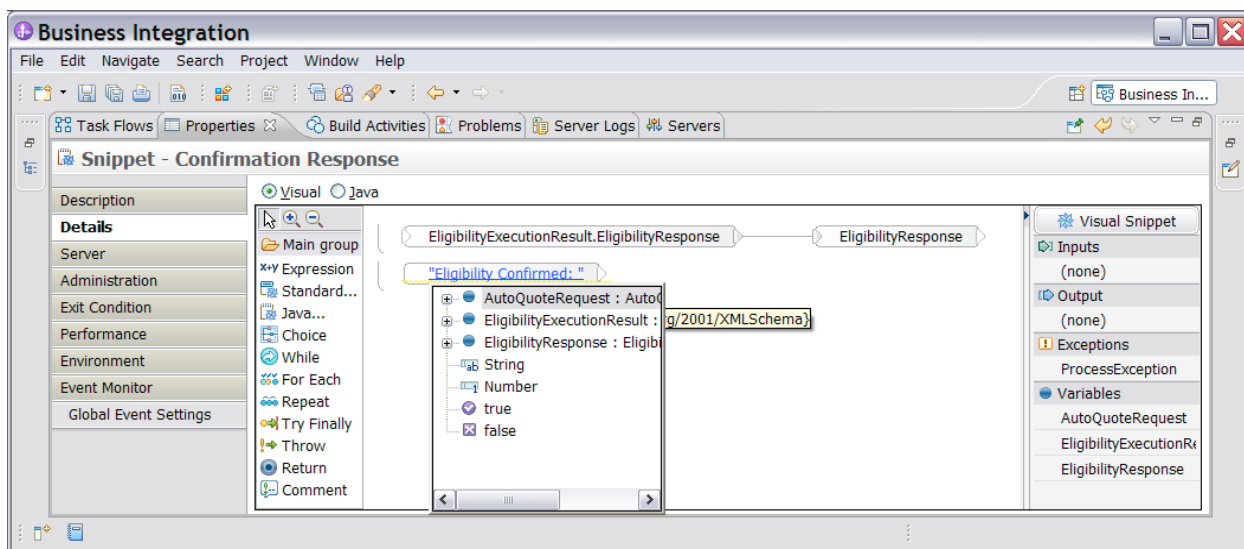 Business Integration
File Edit Navigate Search Project Window Help
Business In...
Task Flows Properties Build Activities Problems Server Logs Servers
Snippet - Confirmation Response
Description
Details
Server
Administration
Exit Condition
Performance
Environment
Event Monitor
Global Event Settings
Visual Java
Main group
x+y Expression
Standard...
Java...
Choice
While
For Each
Repeat
Try Finally
Throw
Return
Comment
EligibilityExecutionResult.EligibilityResponse EligibilityResponse
"Eligibility Confirmed: "
AutoQuoteRequest : Auto
EligibilityExecutionResult : rg/2001/XMLSchema}
EligibilityResponse : Eligibi
String
Number
true
false
Visual Snippet
Inputs
(none)
Output
(none)
Exceptions
ProcessException
Variables
AutoQuoteRequest
EligibilityExecutionRe
EligibilityResponse